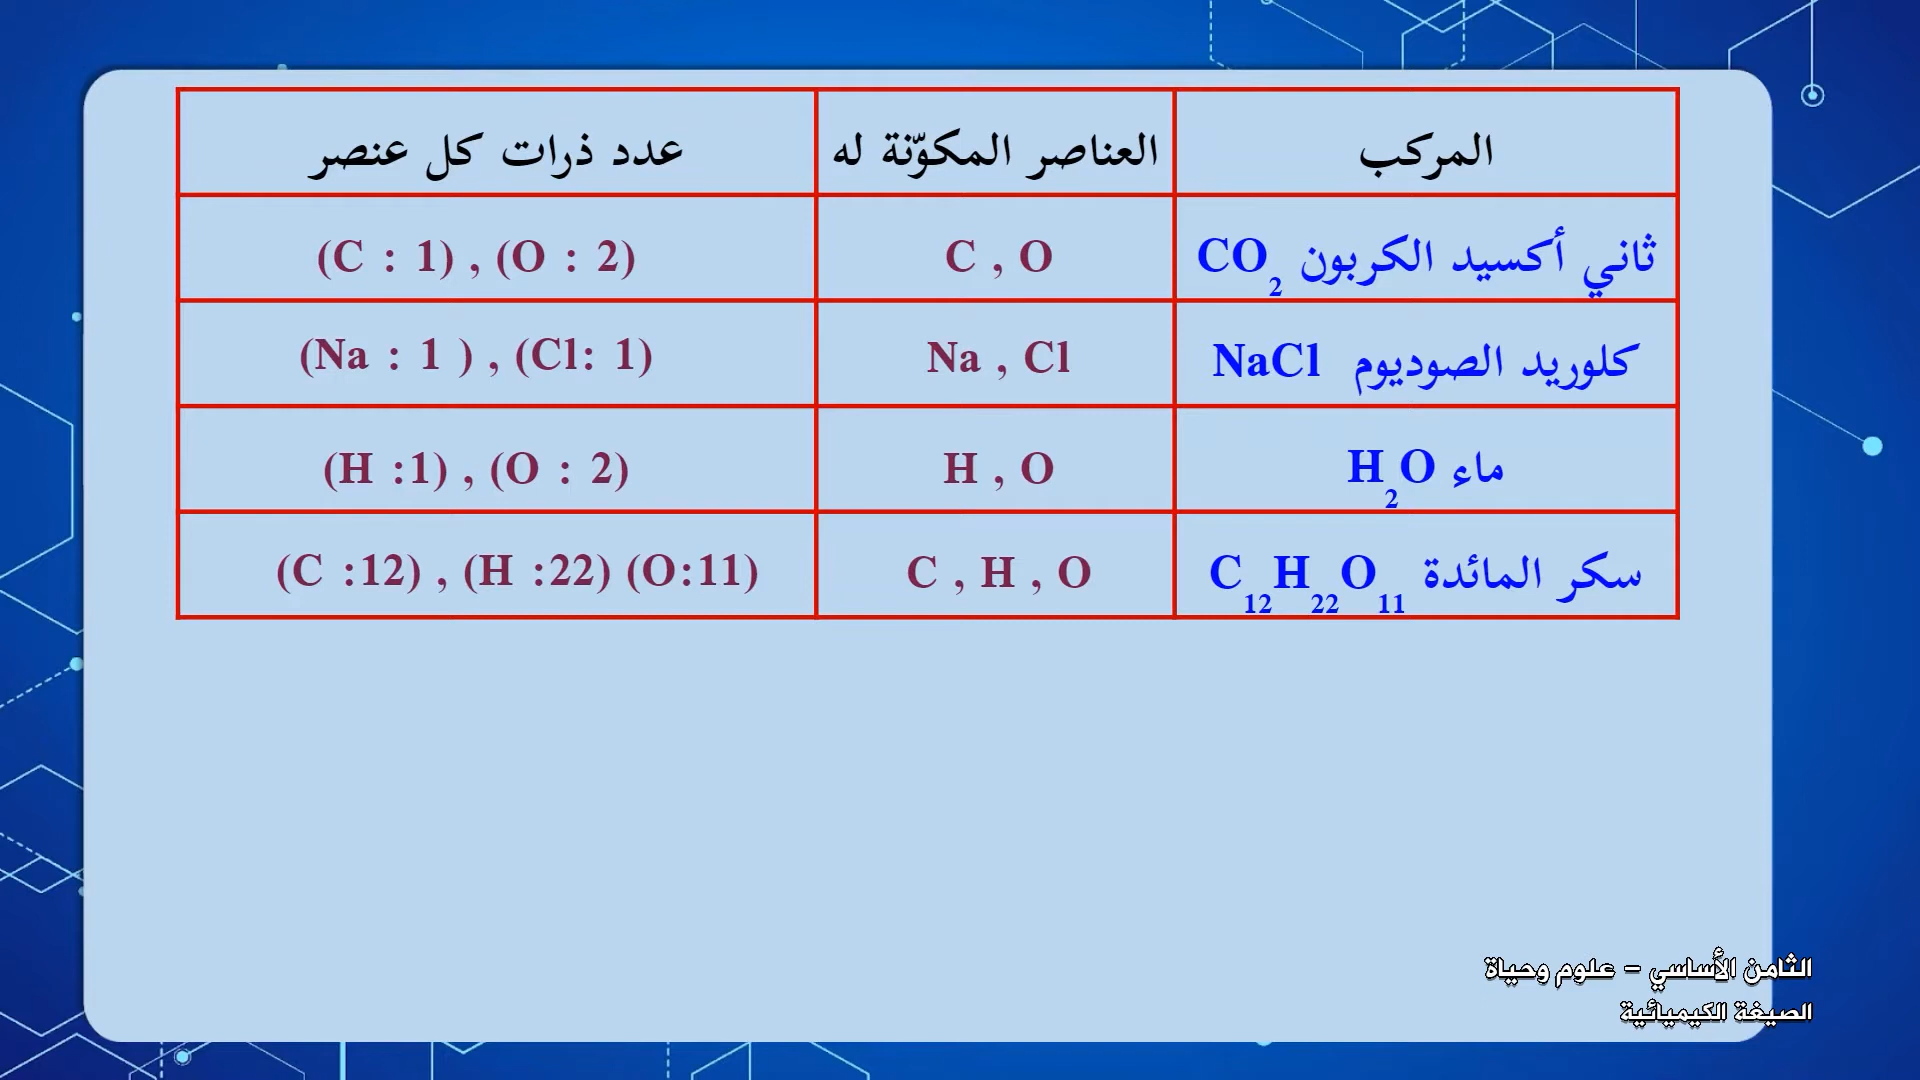 المركب العناصر المكوّنة له عدد ذرات كل عنصر
ثاني أكسيد الكربون CO₂ C , O (C : 1) , (O : 2)
كلوريد الصوديوم NaCl Na , Cl (Na : 1 ) , (Cl: 1)
ماء H₂O H , O (H :1) , (O : 2)
سكر المائدة C₁₂H₂₂O₁₁ C , H , O (C :12) , (H :22) (O:11)
الثامن الأساسي – علوم وحياة
الصيغة الكيميائية